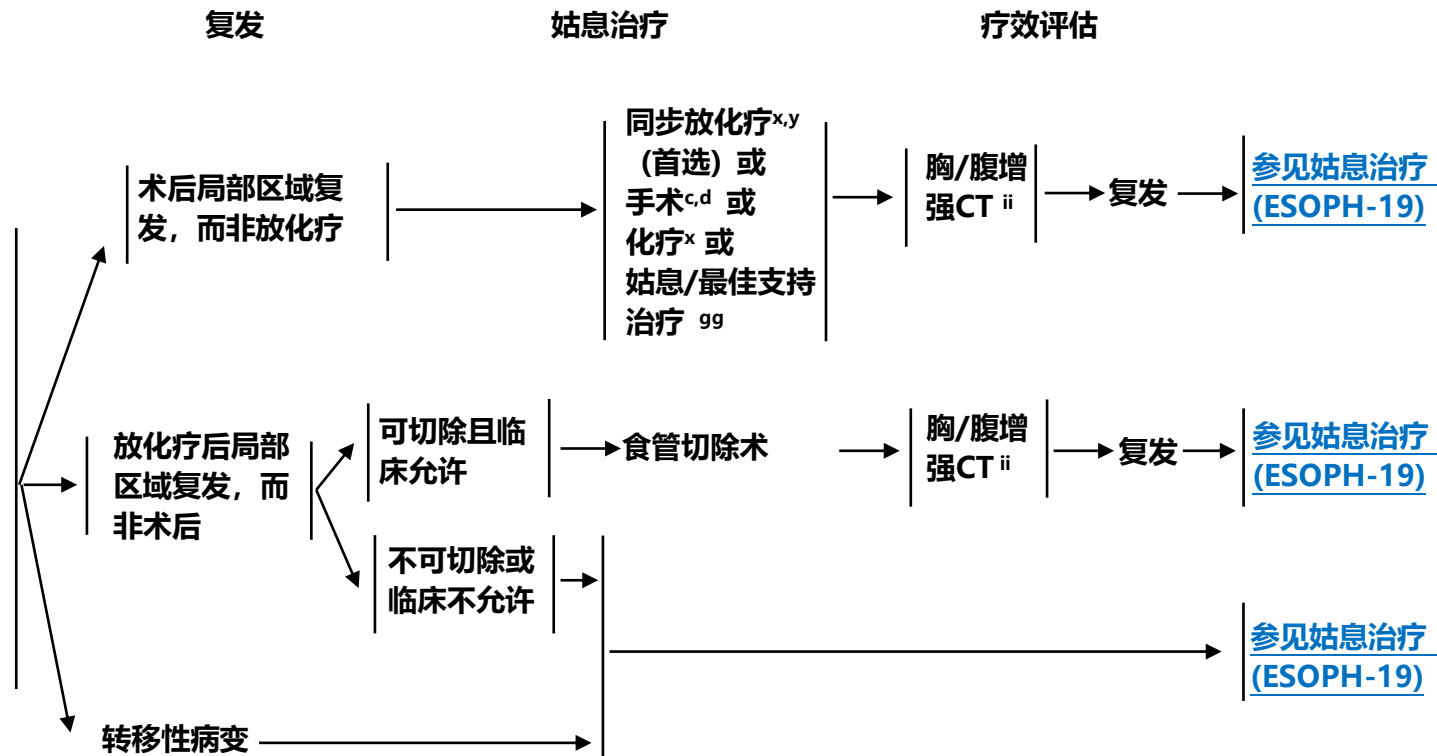 复发
姑息治疗
疗效评估
术后局部区域复
发，而非放化疗
同步放化疗x,y
（首选）或
手术c,d 或
化疗x 或
姑息/最佳支持
治疗 gg
胸/腹增
强CT ii
复发
参见姑息治疗
(ESOPH-19)
放化疗后局部
区域复发，而
非术后
可切除且临
床允许
食管切除术
胸/腹增
强CT ii
复发
参见姑息治疗
(ESOPH-19)
不可切除或
临床不允许
参见姑息治疗
(ESOPH-19)
转移性病变